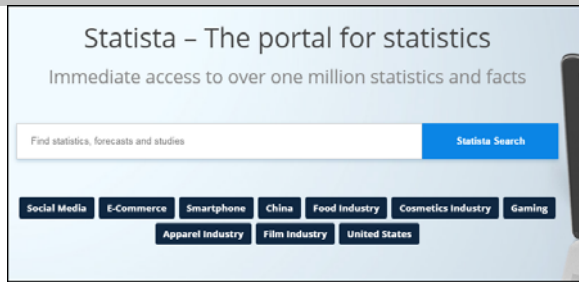 Statista – The portal for statistics
Immediate access to over one million statistics and facts
Find statistics, forecasts and studies
Statista Search
Social Media E-Commerce Smartphone China Food Industry Cosmetics Industry Gaming
Apparel Industry Film Industry United States